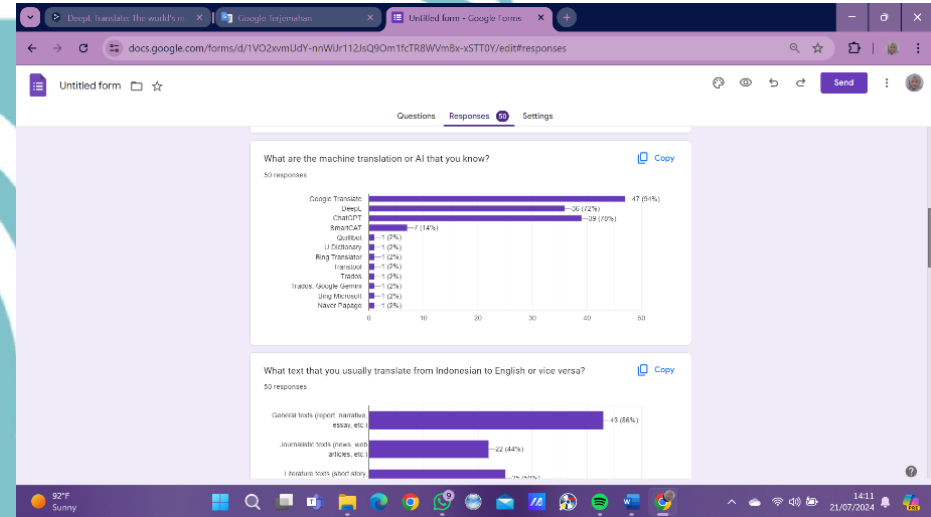 DeepL Translate: The world's m
Google Terjemahan
Untitled form - Google Forms
docs.google.com/forms/d/1VO2xvmUdY-nnWiJr112JsQ9Om1fcTR8WVmBx-xSTT0Y/edit#responses
Untitled form
Send
Questions Responses 50 Settings
What are the machine translation or AI that you know?
Copy
50 responses
Google Translate 47 (94%)
DeepL 36 (72%)
ChatGPT 39 (78%)
SmartCAT 7 (14%)
Quillbot 1 (2%)
U Dictionary 1 (2%)
Bing Translator 1 (2%)
Transtool 1 (2%)
Trados 1 (2%)
Trados, Google Gemini 1 (2%)
Bing Microsoft 1 (2%)
Naver Papago 1 (2%)
0 10 20 30 40 50
What text that you usually translate from Indonesian to English or vice versa?
Copy
50 responses
General texts (report, narrative,
essay, etc.) 43 (86%)
Journalistic texts (news, web
articles, etc.) 22 (44%)
Literature texts (short story,
25 (50%)
92°F
Sunny
14:11
21/07/2024